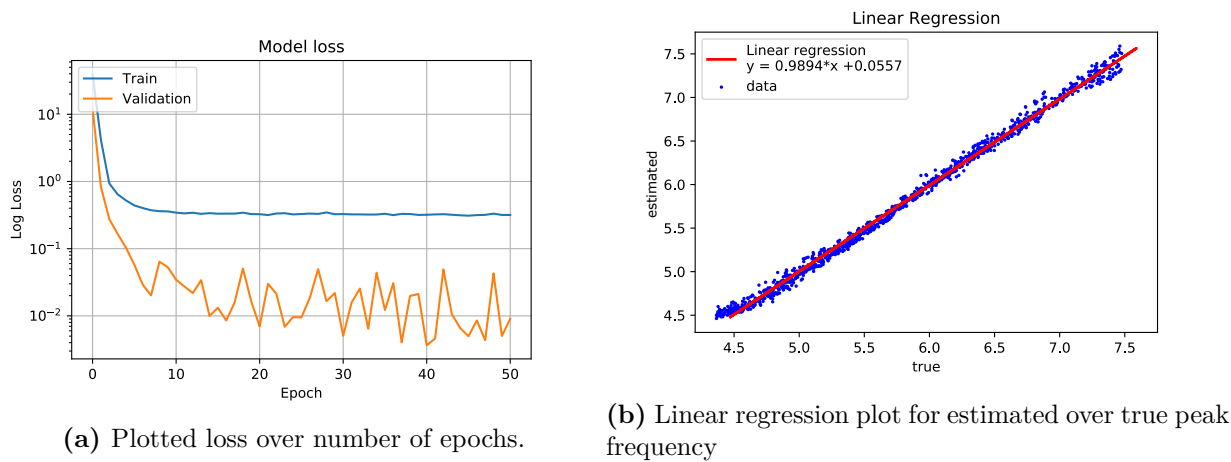 Model loss
Train
Validation
10¹
10⁰
10⁻¹
10⁻²
Log Loss
0
10
20
30
40
50
Epoch
(a) Plotted loss over number of epochs.
Linear Regression
Linear regression
y = 0.9894*x +0.0557
data
7.5
7.0
6.5
6.0
5.5
5.0
4.5
estimated
4.5
5.0
5.5
6.0
6.5
7.0
7.5
true
(b) Linear regression plot for estimated over true peak
frequency